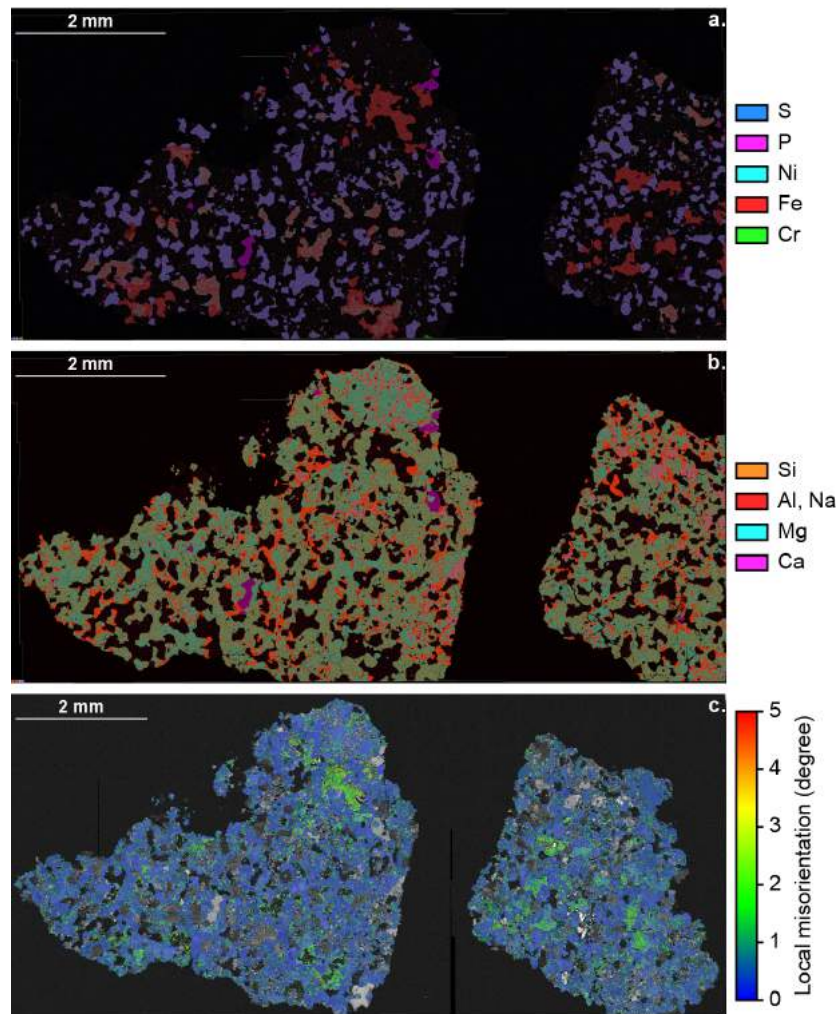 2 mm
a.
S
P
Ni
Fe
Cr
2 mm
b.
Si
Al, Na
Mg
Ca
2 mm
c.
5
4
3
2
1
0
Local misorientation (degree)